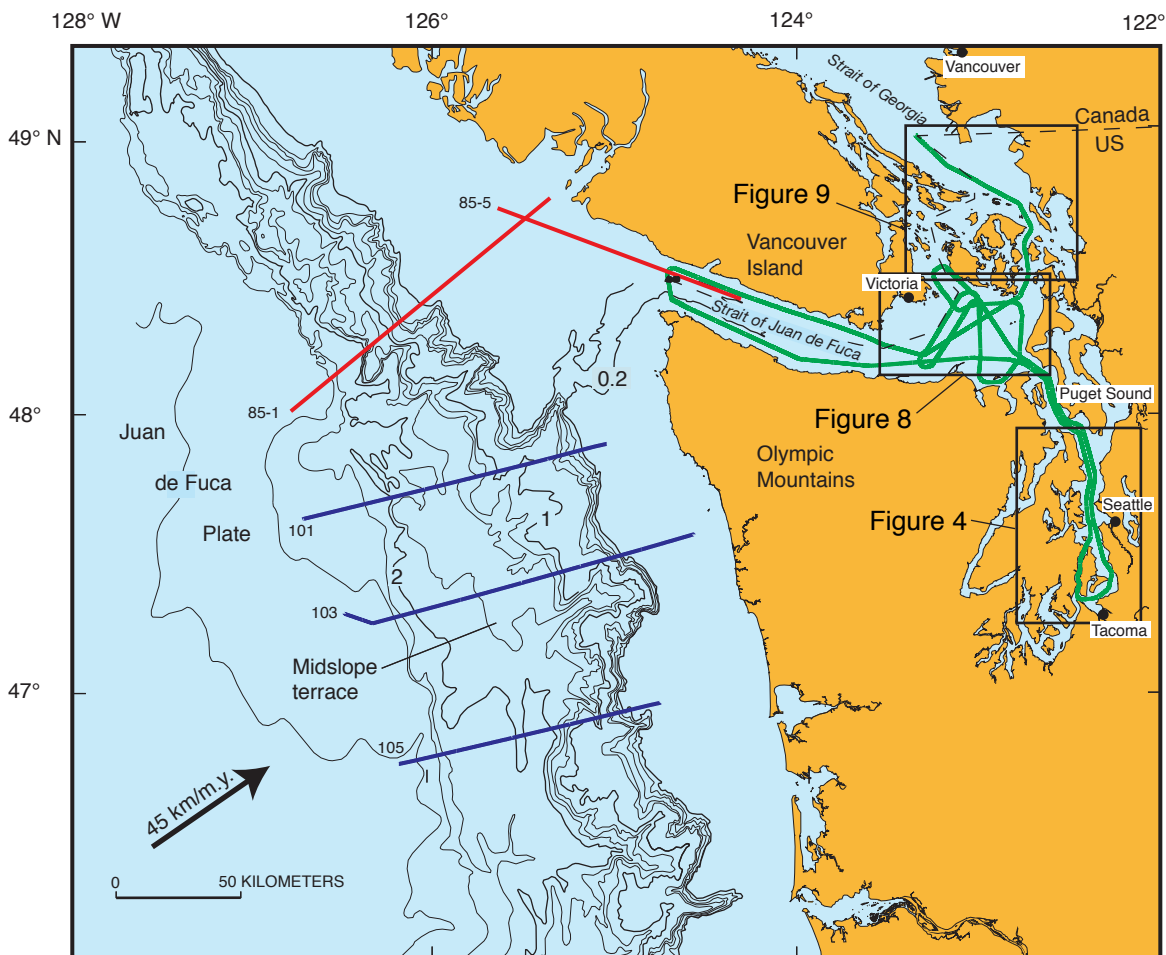 128° W
126°
124°
122°
Vancouver
Strait of Georgia
Canada
US
49° N
Figure 9
85-5
Vancouver
Island
Victoria
Strait of Juan de Fuca
0.2
85-1
48°
Puget Sound
Figure 8
Juan
de Fuca
Plate
Olympic
Mountains
101
1
Seattle
Figure 4
2
103
Tacoma
Midslope
terrace
47°
105
45 km/m.y.
0
50 KILOMETERS